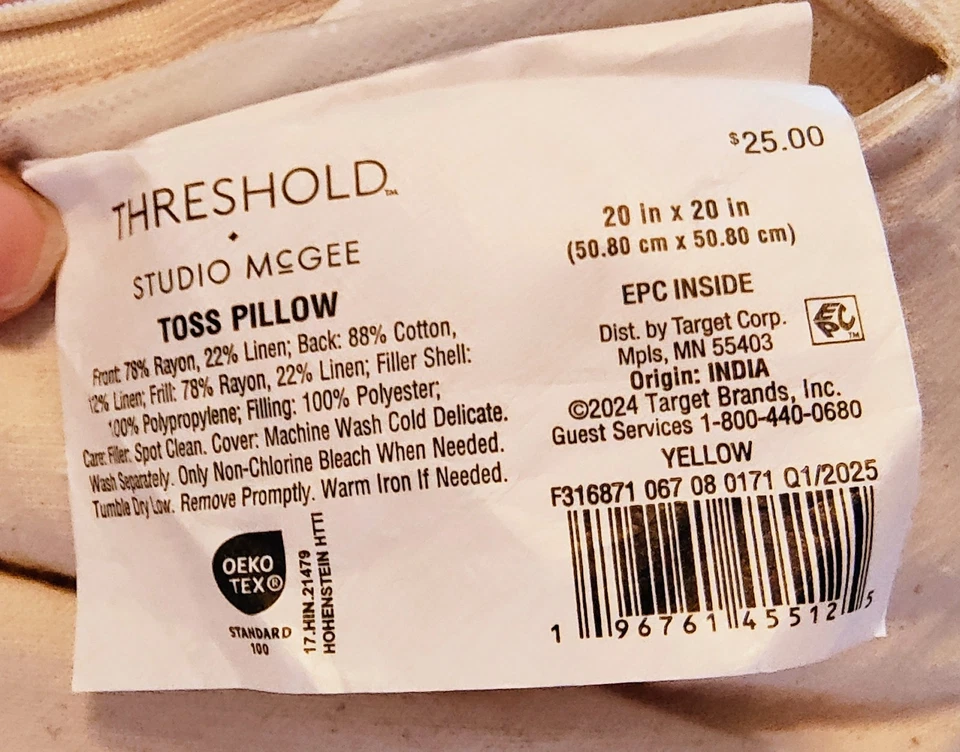 THRESHOLD™
STUDIO McGEE
TOSS PILLOW
Front: 78% Rayon, 22% Linen; Back: 88% Cotton,
12% Linen; Frill: 78% Rayon, 22% Linen; Filler Shell:
100% Polypropylene; Filling: 100% Polyester;
Care: Filler: Spot Clean. Cover: Machine Wash Cold Delicate.
Wash Separately. Only Non-Chlorine Bleach When Needed.
Tumble Dry Low. Remove Promptly. Warm Iron If Needed.
OEKO
TEX®
STANDARD
100
17.HIN.21479
HOHENSTEIN HTTI
$25.00
20 in x 20 in
(50.80 cm x 50.80 cm)
EPC INSIDE
Dist. by Target Corp.
Mpls, MN 55403
EPC™
Origin: INDIA
©2024 Target Brands, Inc.
Guest Services 1-800-440-0680
YELLOW
F316871 067 08 0171 Q1/2025
1 96761 45512 5